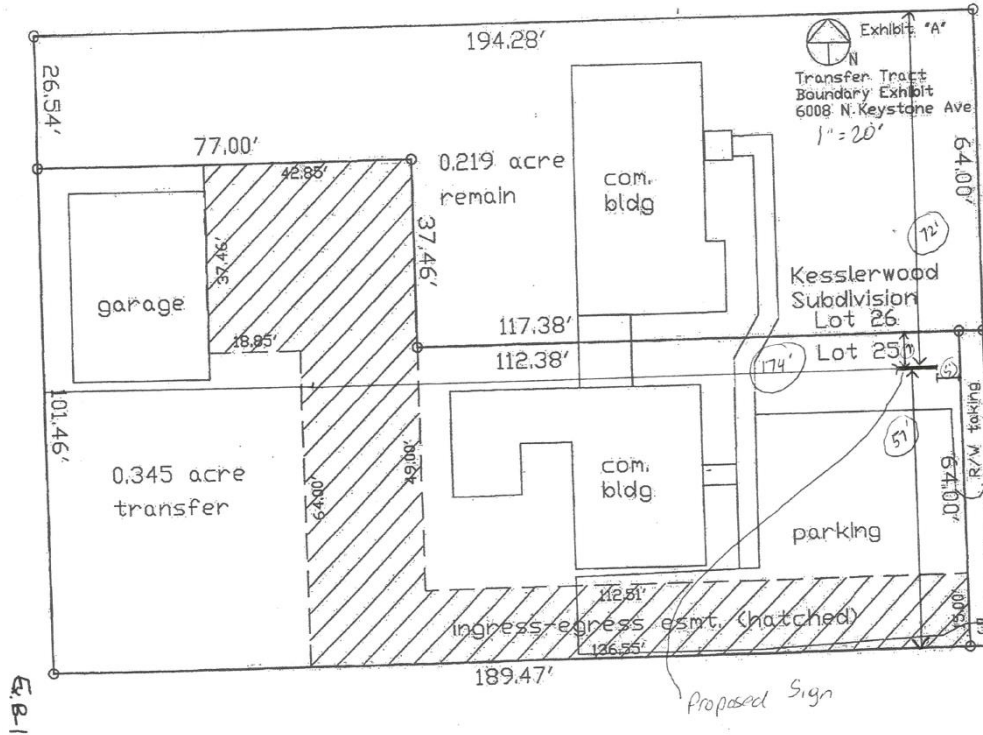 194.28'
Exhibit "A"
N
Transfer Tract
Boundary Exhibit
6008 N. Keystone Ave
1" = 20'
26.54'
77.00'
42.85'
0.219 acre
remain
com.
bldg
64.00'
72'
37.46'
37.46'
garage
Kesslerwood
Subdivision
Lot 26
117.38'
18.85'
112.38'
Lot 25
174'
101.46'
R/W taking
57'
0.345 acre
transfer
64.00'
49.00'
com.
bldg
64.00'
parking
112.51'
ingress-egress esmt. (hatched)
15.00'
136.55'
189.47'
Proposed Sign
Ex. B-1